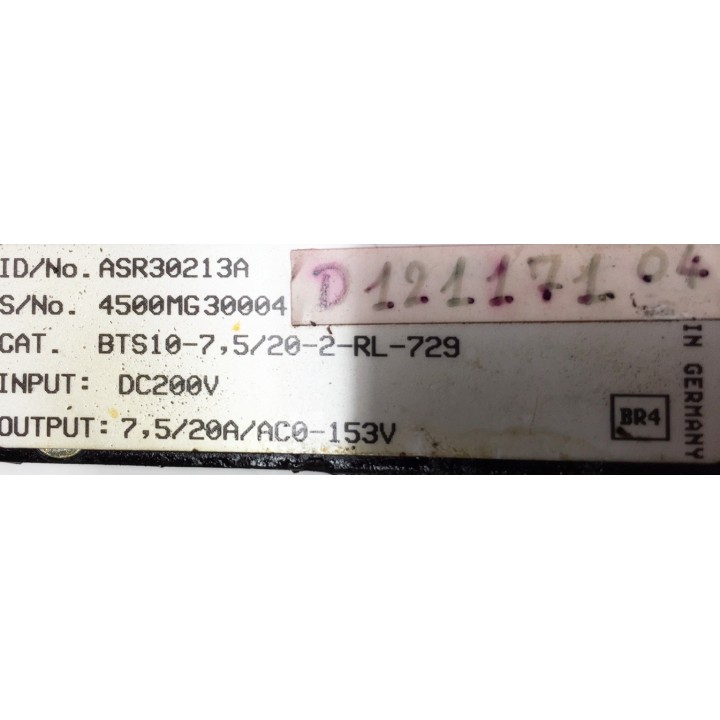 ID/No. ASR30213A
S/No. 4500MG30004
D 121171 04
CAT. BTS10-7,5/20-2-RL-729
INPUT: DC200V
OUTPUT: 7,5/20A/AC0-153V
BR4
IN GERMANY